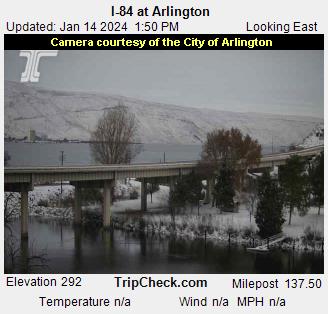 I-84 at Arlington
Updated: Jan 14 2024 1:50 PM Looking East
Camera courtesy of the City of Arlington
Elevation 292 TripCheck.com Milepost 137.50
Temperature n/a Wind n/a MPH n/a